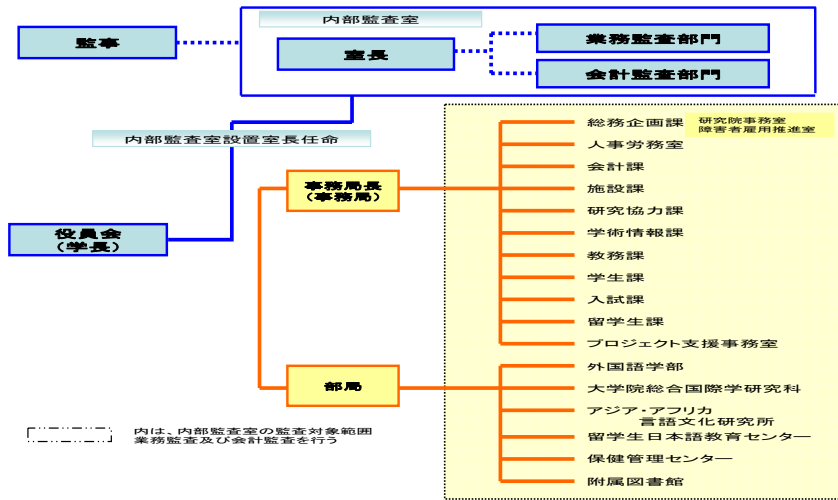 内部監査室
監事
室長
業務監査部門
会計監査部門
内部監査室設置室長任命
役員会
(学長)
事務局長
(事務局)
総務企画課
研究院事務室
障害者雇用推進室
人事労務室
会計課
施設課
研究協力課
学術情報課
教務課
学生課
入試課
留学生課
プロジェクト支援事務室
部局
外国語学部
大学院総合国際学研究科
アジア・アフリカ
言語文化研究所
留学生日本語教育センター
保健管理センター
附属図書館
内は、内部監査室の監査対象範囲
業務監査及び会計監査を行う